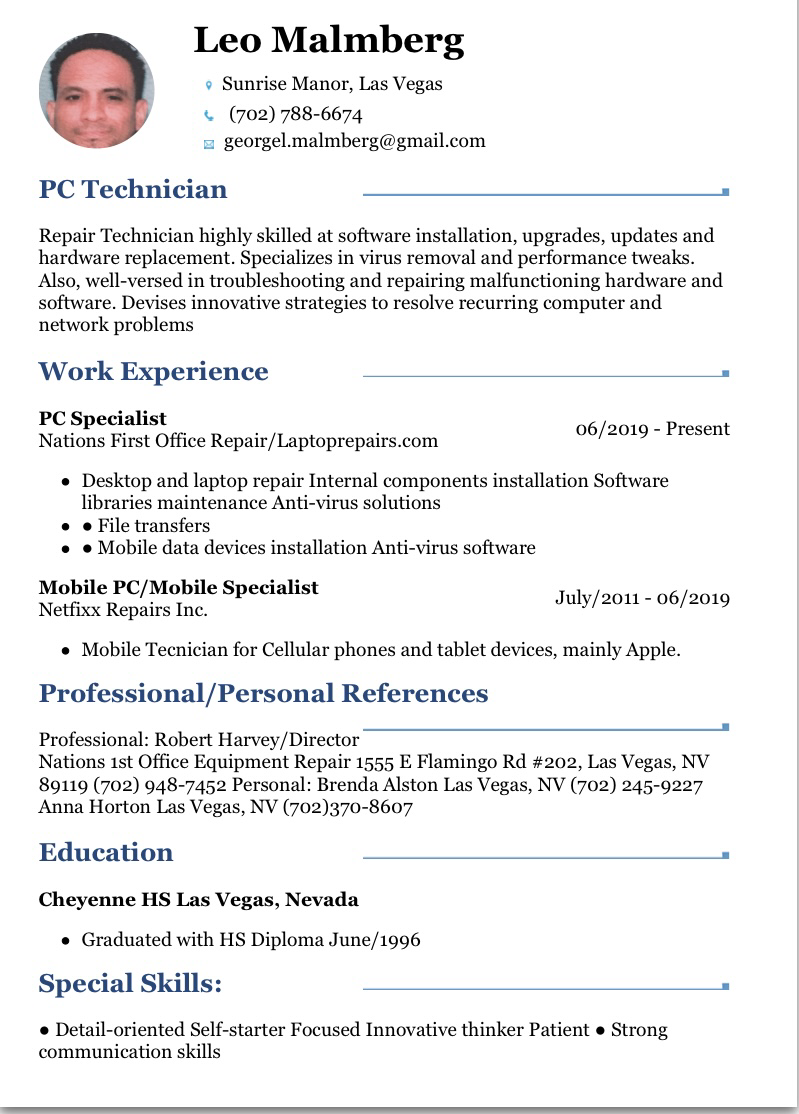 Leo Malmberg
Sunrise Manor, Las Vegas
(702) 788-6674
georgel.malmberg@gmail.com
PC Technician
Repair Technician highly skilled at software installation, upgrades, updates and
hardware replacement. Specializes in virus removal and performance tweaks.
Also, well-versed in troubleshooting and repairing malfunctioning hardware and
software. Devises innovative strategies to resolve recurring computer and
network problems
Work Experience
PC Specialist
Nations First Office Repair/Laptoprepairs.com
06/2019 - Present
● Desktop and laptop repair Internal components installation Software
libraries maintenance Anti-virus solutions
● ● File transfers
● ● Mobile data devices installation Anti-virus software
Mobile PC/Mobile Specialist
Netfixx Repairs Inc.
July/2011 - 06/2019
● Mobile Tecnician for Cellular phones and tablet devices, mainly Apple.
Professional/Personal References
Professional: Robert Harvey/Director
Nations 1st Office Equipment Repair 1555 E Flamingo Rd #202, Las Vegas, NV
89119 (702) 948-7452 Personal: Brenda Alston Las Vegas, NV (702) 245-9227
Anna Horton Las Vegas, NV (702)370-8607
Education
Cheyenne HS Las Vegas, Nevada
● Graduated with HS Diploma June/1996
Special Skills:
● Detail-oriented Self-starter Focused Innovative thinker Patient ● Strong
communication skills